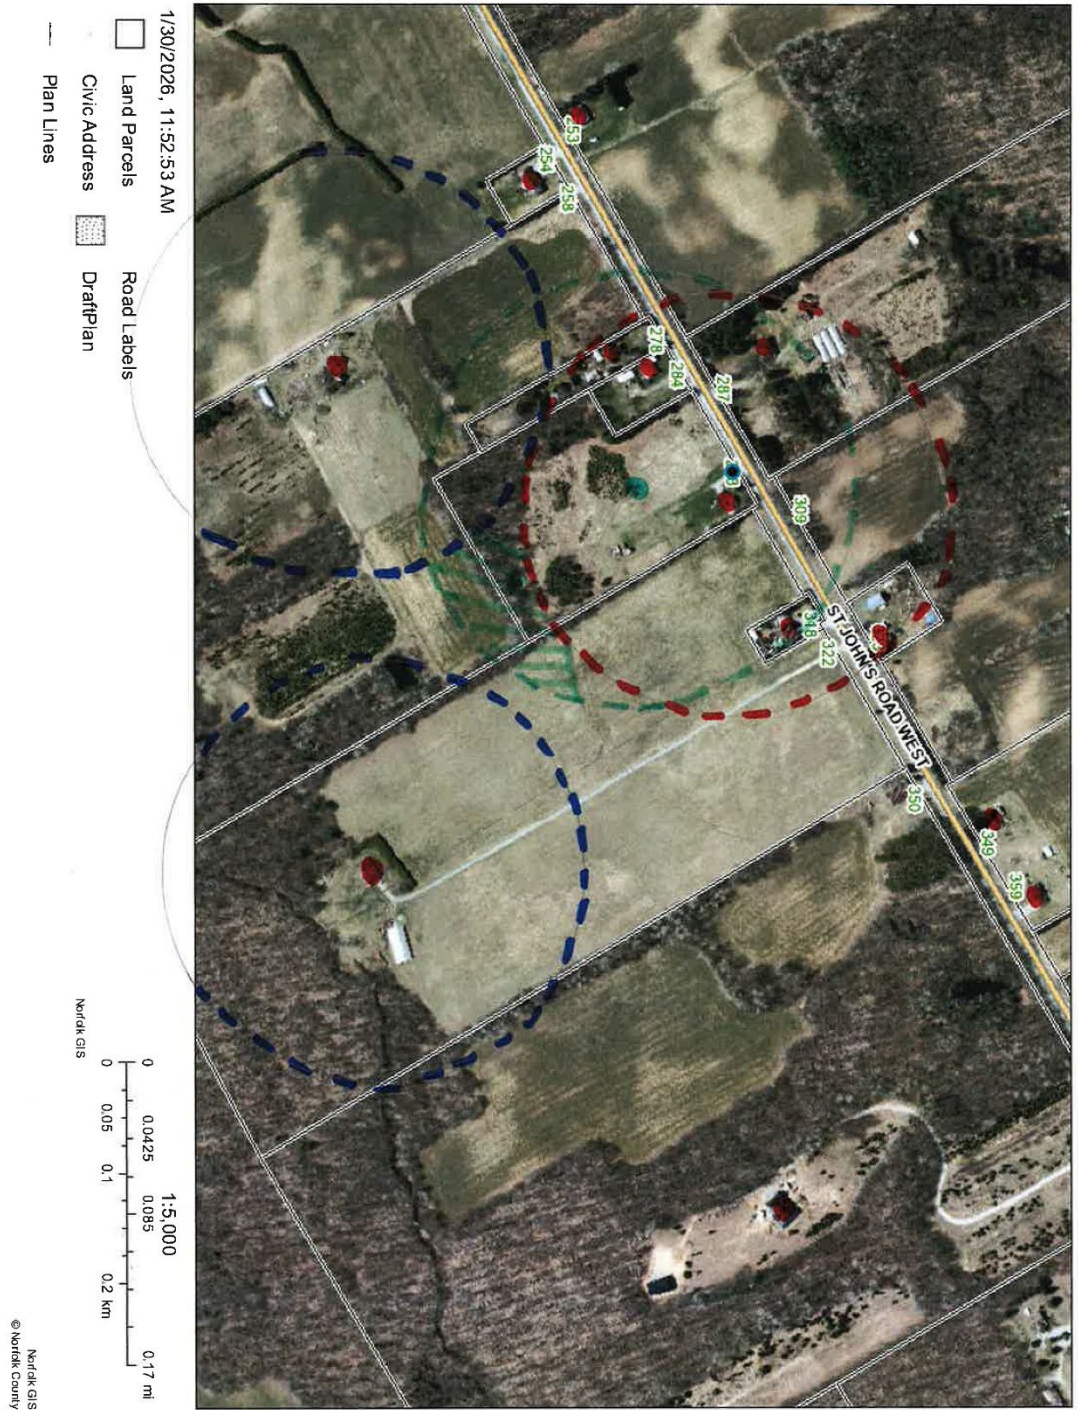 1/30/2026, 11:52:53 AM
Land Parcels
Road Labels
Civic Address
DraftPlan
Plan Lines
1:5,000
0 0.0425 0.085 0.17 mi
0 0.05 0.1 0.2 km
Norfolk GIS
Norfolk GIS
© Norfolk County
254
258
278
284
287
309
318
322
ST JOHN'S ROAD WEST
350
349
359